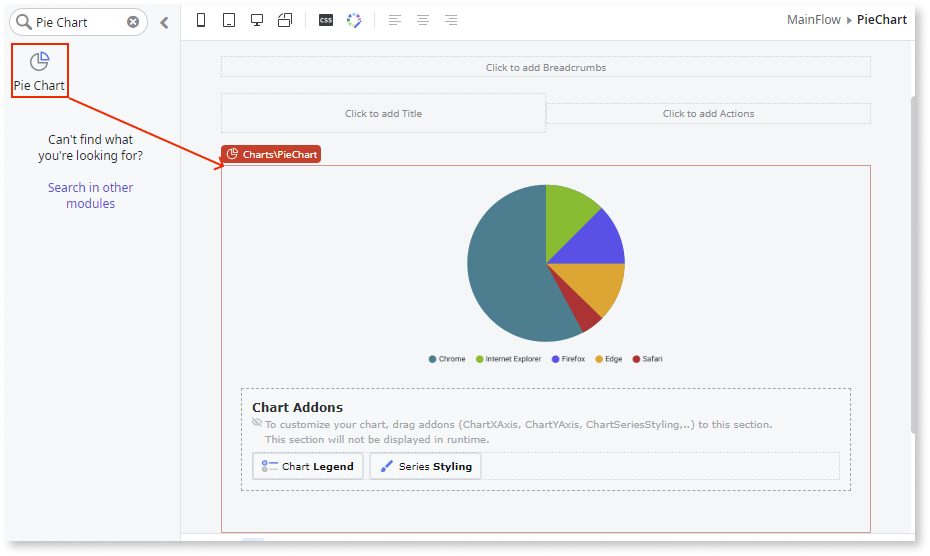 Pie Chart
MainFlow ▸ PieChart
CSS
Pie Chart
Can't find what
you're looking for?
Search in other
modules
Click to add Breadcrumbs
Click to add Title
Click to add Actions
Charts\PieChart
Chrome
Internet Explorer
Firefox
Edge
Safari
Chart Addons
To customize your chart, drag addons (ChartXAxis, ChartYAxis, ChartSeriesStyling,..) to this section.
This section will not be displayed in runtime.
Chart Legend
Series Styling